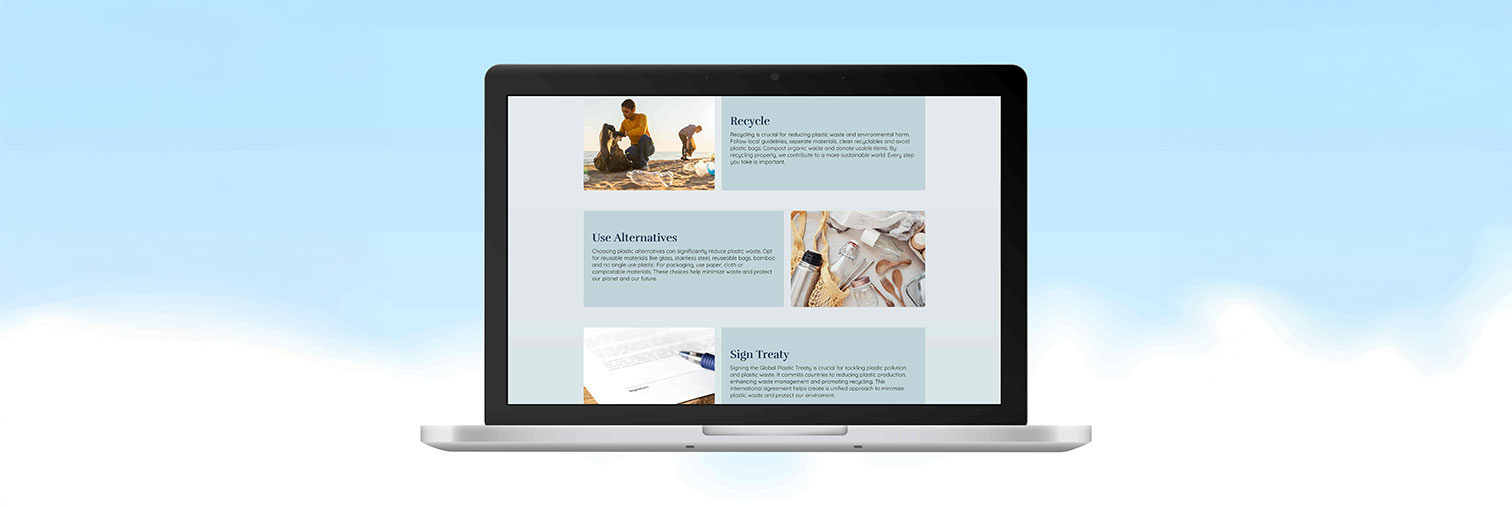 Recycle
Recycling is crucial for reducing plastic waste and environmental harm.
Follow local guidelines, seperate materials, clean recyclables and avoid
plastic bags. Compost organic waste and donate usable items. By
recycling properly, we contribute to a more sustainable world. Every step
you take is important.
Use Alternatives
Choosing plastic alternatives can significantly reduce plastic waste. Opt
for reusable materials like glass, stainless steel, reuseable bags, bamboo
and no single use plastic. For packaging, use paper, cloth or
compostable materials. These choices help minimize waste and protect
our planet and our future.
Sign Treaty
Signing the Global Plastic Treaty is crucial for tackling plastic pollution
and plastic waste. It commits countries to reducing plastic production,
enhancing waste management and promoting recycling. This
international agreement helps create a unified approach to minimize
plastic waste and protect our enviroment.